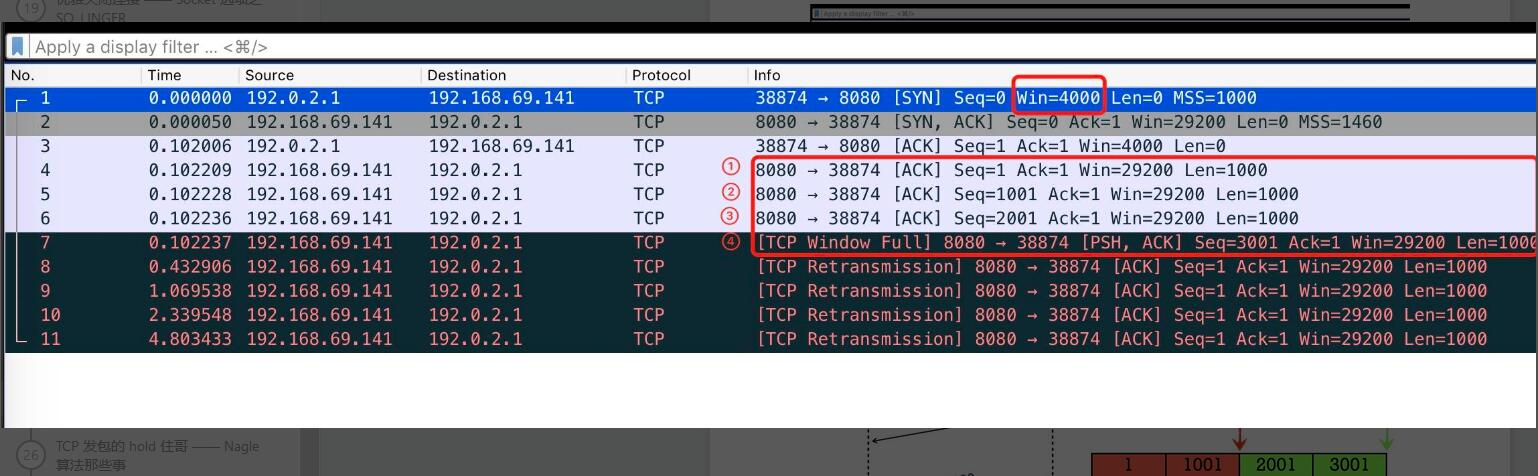 19
SO_LINGER
Apply a display filter ... <⌘/>
No. Time Source Destination Protocol Info
1 0.000000 192.0.2.1 192.168.69.141 TCP 38874 → 8080 [SYN] Seq=0 Win=4000 Len=0 MSS=1000
2 0.000050 192.168.69.141 192.0.2.1 TCP 8080 → 38874 [SYN, ACK] Seq=0 Ack=1 Win=29200 Len=0 MSS=1460
3 0.102006 192.0.2.1 192.168.69.141 TCP 38874 → 8080 [ACK] Seq=1 Ack=1 Win=4000 Len=0
4 0.102209 192.168.69.141 192.0.2.1 TCP ① 8080 → 38874 [ACK] Seq=1 Ack=1 Win=29200 Len=1000
5 0.102228 192.168.69.141 192.0.2.1 TCP ② 8080 → 38874 [ACK] Seq=1001 Ack=1 Win=29200 Len=1000
6 0.102236 192.168.69.141 192.0.2.1 TCP ③ 8080 → 38874 [ACK] Seq=2001 Ack=1 Win=29200 Len=1000
7 0.102237 192.168.69.141 192.0.2.1 TCP ④ [TCP Window Full] 8080 → 38874 [PSH, ACK] Seq=3001 Ack=1 Win=29200 Len=1000
8 0.432906 192.168.69.141 192.0.2.1 TCP [TCP Retransmission] 8080 → 38874 [ACK] Seq=1 Ack=1 Win=29200 Len=1000
9 1.069538 192.168.69.141 192.0.2.1 TCP [TCP Retransmission] 8080 → 38874 [ACK] Seq=1 Ack=1 Win=29200 Len=1000
10 2.339548 192.168.69.141 192.0.2.1 TCP [TCP Retransmission] 8080 → 38874 [ACK] Seq=1 Ack=1 Win=29200 Len=1000
11 4.803433 192.168.69.141 192.0.2.1 TCP [TCP Retransmission] 8080 → 38874 [ACK] Seq=1 Ack=1 Win=29200 Len=1000
26 TCP 发包的 hold 住哥 —— Nagle
算法那些事
1 1001 2001 3001